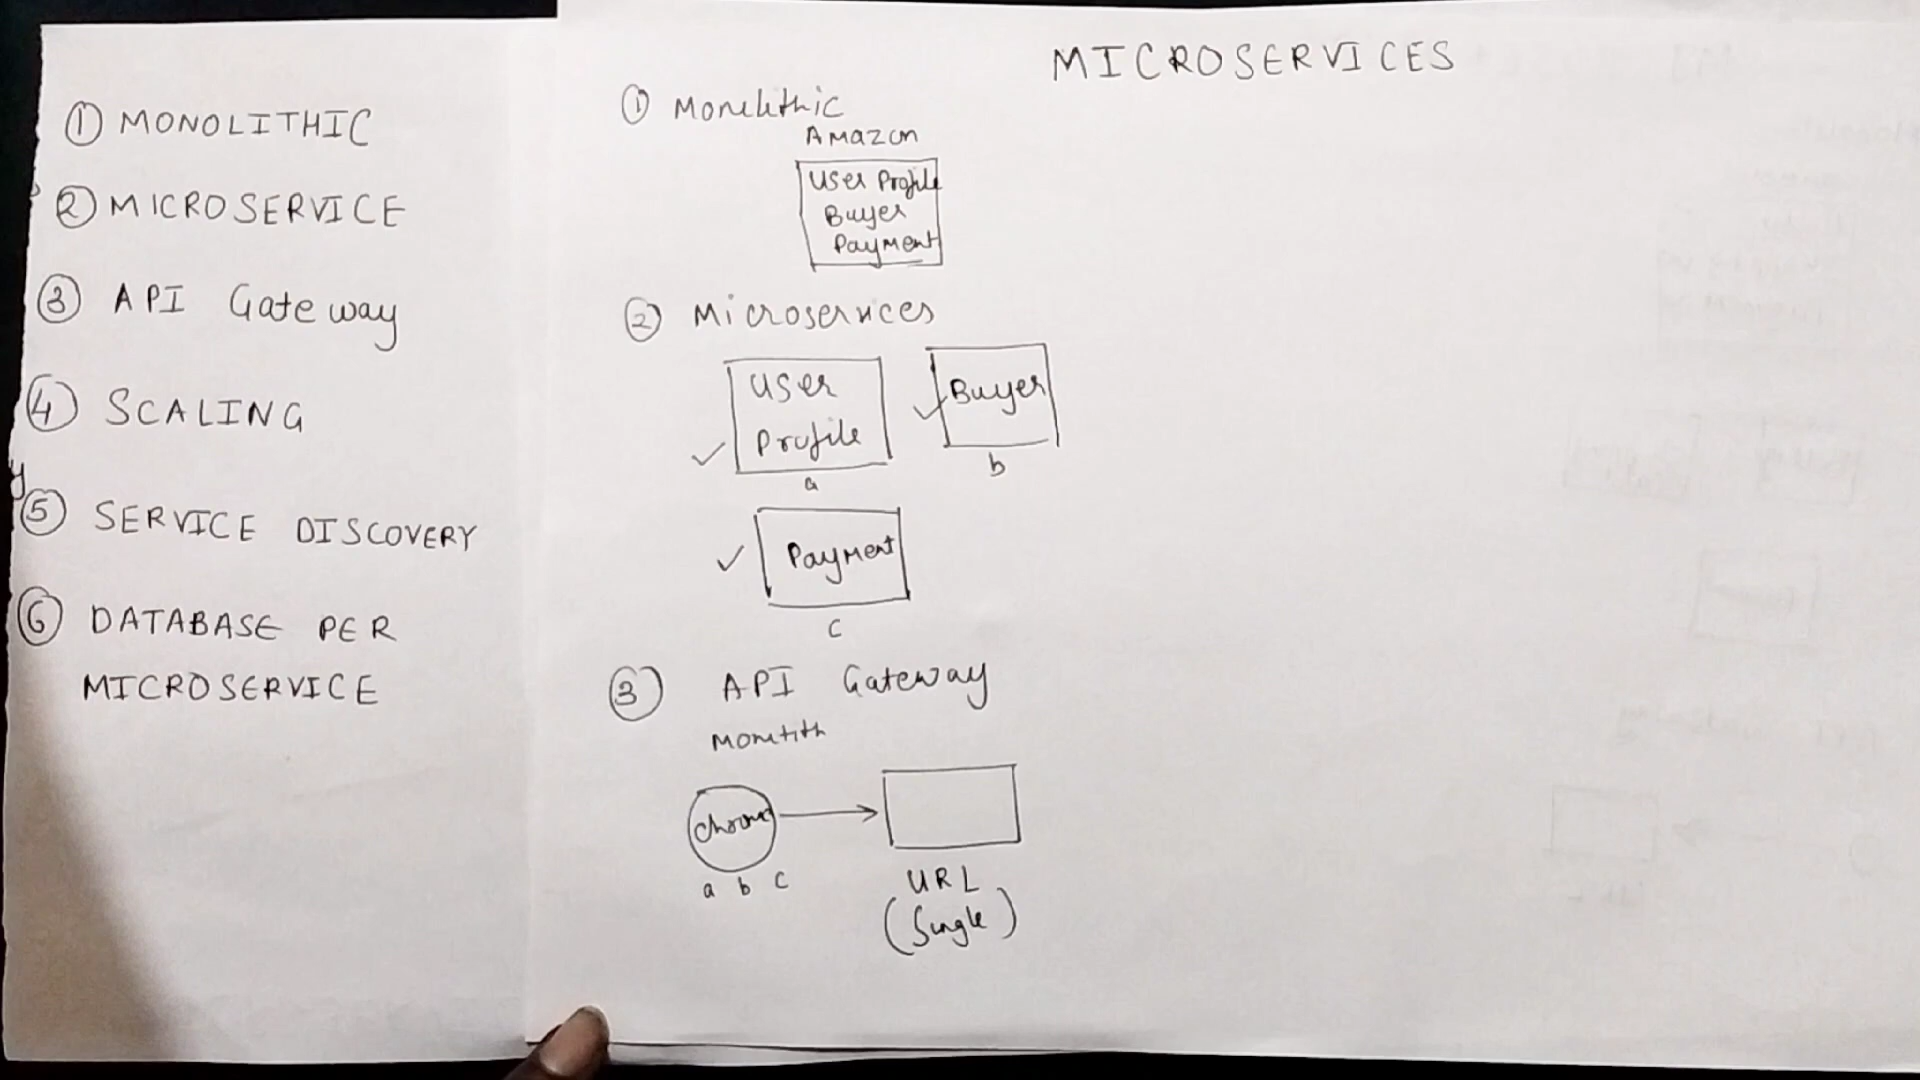 ① MONOLITHIC
② MICROSERVICE
③ API Gateway
④ SCALING
y
⑤ SERVICE DISCOVERY
⑥ DATABASE PER
MICROSERVICE
MICROSERVICES
① Monolithic
Amazon
User Profile
Buyer
Payment
② Microservices
User
Profile
a
Buyer
b
Payment
c
③ API Gateway
Chrome
a b c
URL
(Single)